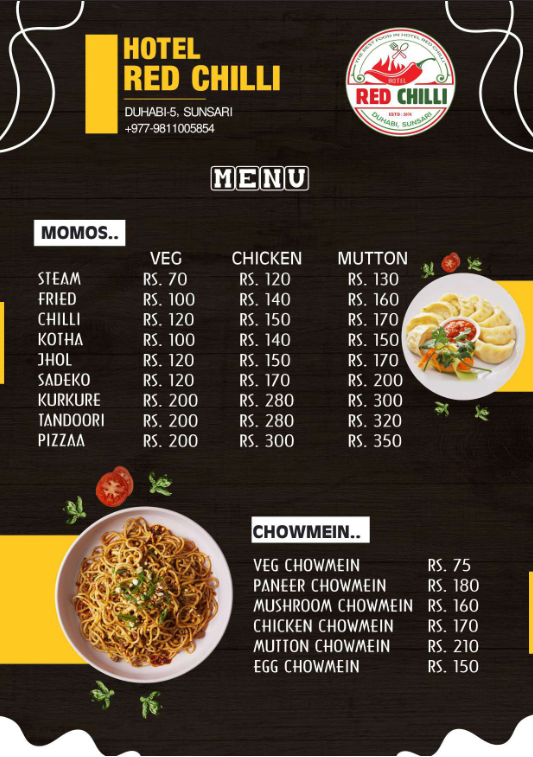 HOTEL
RED CHILLI
DUHABI-5, SUNSARI
+977-9811005854
THE BEST FOOD IN HOTEL RED CHILLI
HOTEL
RED CHILLI
DUHABI, SUNSARI
MENU
MOMOS..
VEG CHICKEN MUTTON
STEAM RS. 70 RS. 120 RS. 130
FRIED RS. 100 RS. 140 RS. 160
CHILLI RS. 120 RS. 150 RS. 170
KOTHA RS. 100 RS. 140 RS. 150
JHOL RS. 120 RS. 150 RS. 170
SADEKO RS. 120 RS. 170 RS. 200
KURKURE RS. 200 RS. 280 RS. 300
TANDOORI RS. 200 RS. 280 RS. 320
PIZZAA RS. 200 RS. 300 RS. 350
CHOWMEIN..
VEG CHOWMEIN RS. 75
PANEER CHOWMEIN RS. 180
MUSHROOM CHOWMEIN RS. 160
CHICKEN CHOWMEIN RS. 170
MUTTON CHOWMEIN RS. 210
EGG CHOWMEIN RS. 150